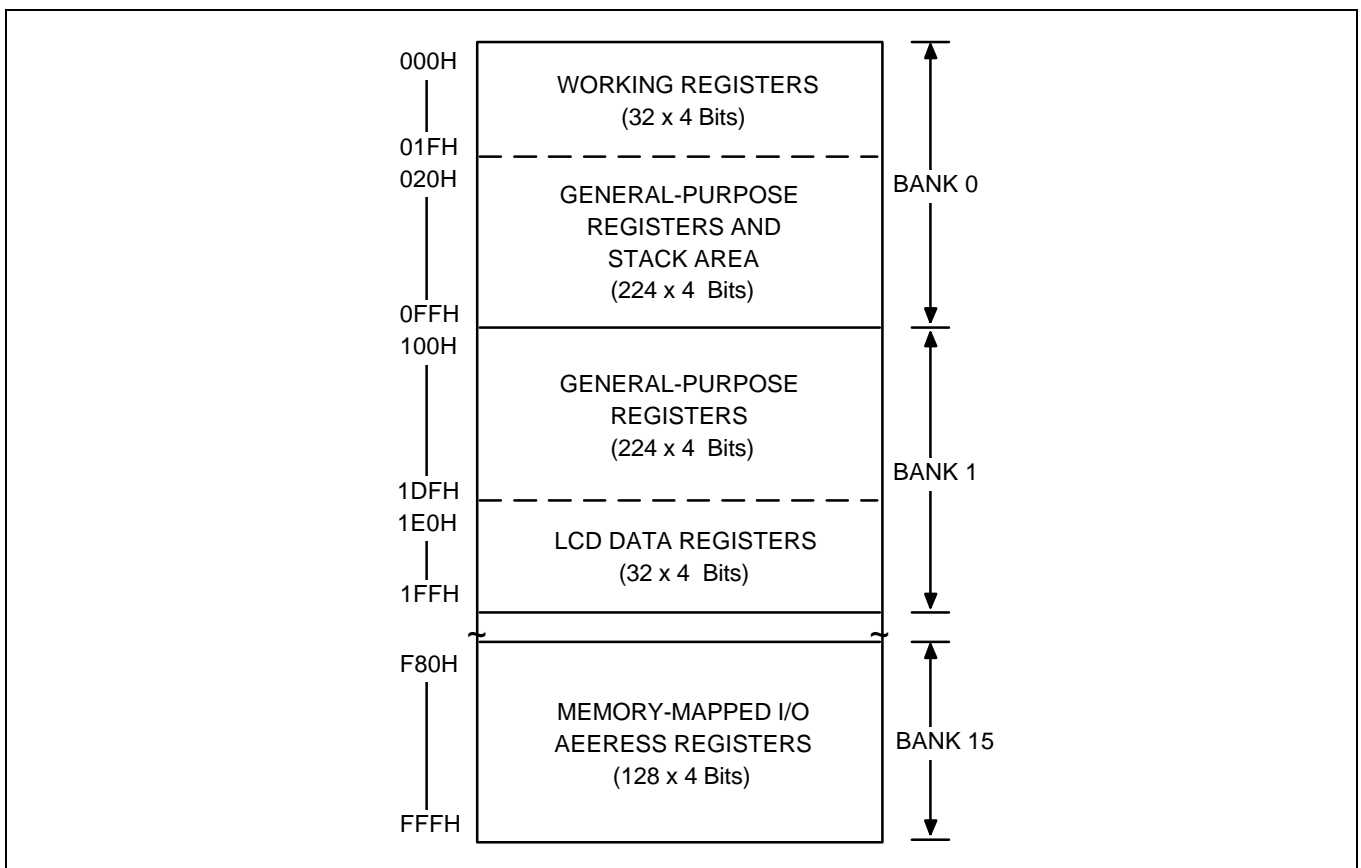 000H
WORKING REGISTERS
(32 x 4 Bits)
01FH
020H
GENERAL-PURPOSE
REGISTERS AND
STACK AREA
(224 x 4 Bits)
0FFH
BANK 0
100H
GENERAL-PURPOSE
REGISTERS
(224 x 4 Bits)
1DFH
1E0H
LCD DATA REGISTERS
(32 x 4 Bits)
1FFH
BANK 1
~ ~
F80H
MEMORY-MAPPED I/O
AEERESS REGISTERS
(128 x 4 Bits)
FFFH
BANK 15